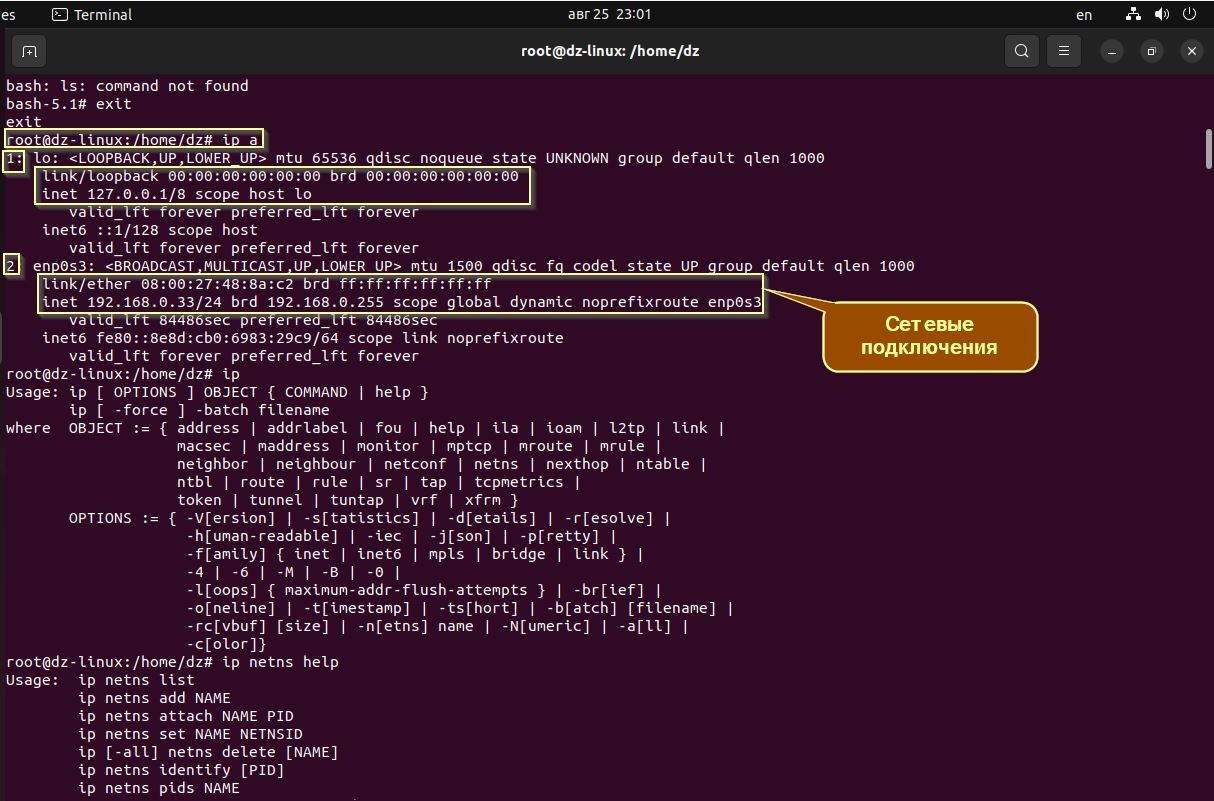 es Terminal авг 25 23:01 en
root@dz-linux: /home/dz
bash: ls: command not found
bash-5.1# exit
exit
root@dz-linux:/home/dz# ip a
1: lo: <LOOPBACK,UP,LOWER_UP> mtu 65536 qdisc noqueue state UNKNOWN group default qlen 1000
link/loopback 00:00:00:00:00:00 brd 00:00:00:00:00:00
inet 127.0.0.1/8 scope host lo
valid_lft forever preferred_lft forever
inet6 ::1/128 scope host
valid_lft forever preferred_lft forever
2 enp0s3: <BROADCAST,MULTICAST,UP,LOWER_UP> mtu 1500 qdisc fq_codel state UP group default qlen 1000
link/ether 08:00:27:48:8a:c2 brd ff:ff:ff:ff:ff:ff
inet 192.168.0.33/24 brd 192.168.0.255 scope global dynamic noprefixroute enp0s3
valid_lft 84486sec preferred_lft 84486sec
Сетевые
подключения
inet6 fe80::8e8d:cb0:6983:29c9/64 scope link noprefixroute
valid_lft forever preferred_lft forever
root@dz-linux:/home/dz# ip
Usage: ip [ OPTIONS ] OBJECT { COMMAND | help }
ip [ -force ] -batch filename
where OBJECT := { address | addrlabel | fou | help | ila | ioam | l2tp | link |
macsec | maddress | monitor | mptcp | mroute | mrule |
neighbor | neighbour | netconf | netns | nexthop | ntable |
ntbl | route | rule | sr | tap | tcpmetrics |
token | tunnel | tuntap | vrf | xfrm }
OPTIONS := { -V[ersion] | -s[tatistics] | -d[etails] | -r[esolve] |
-h[uman-readable] | -iec | -j[son] | -p[retty] |
-f[amily] { inet | inet6 | mpls | bridge | link } |
-4 | -6 | -M | -B | -0 |
-l[oops] { maximum-addr-flush-attempts } | -br[ief] |
-o[neline] | -t[imestamp] | -ts[hort] | -b[atch] [filename] |
-rc[vbuf] [size] | -n[etns] name | -N[umeric] | -a[ll] |
-c[olor]}
root@dz-linux:/home/dz# ip netns help
Usage: ip netns list
ip netns add NAME
ip netns attach NAME PID
ip netns set NAME NETNSID
ip [-all] netns delete [NAME]
ip netns identify [PID]
ip netns pids NAME